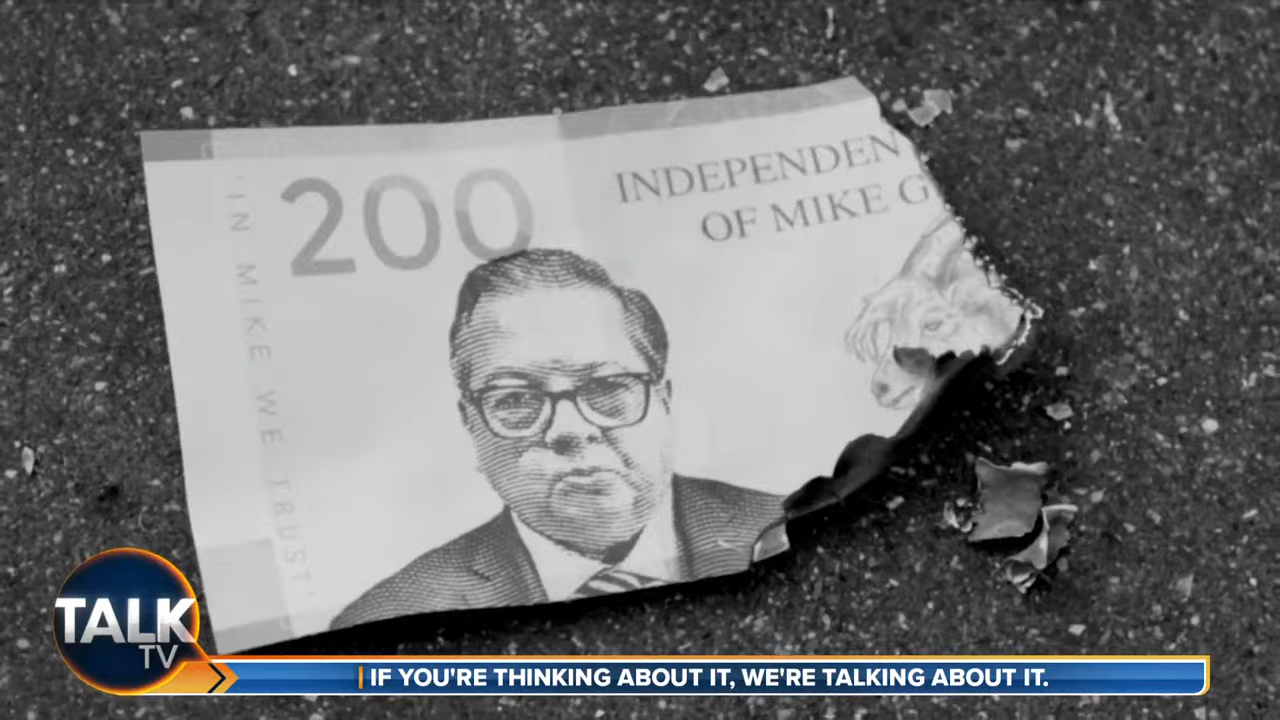 200
INDEPENDEN
OF MIKE G
'IN MIKE WE TRUST'
TALK
TV
IF YOU'RE THINKING ABOUT IT, WE'RE TALKING ABOUT IT.